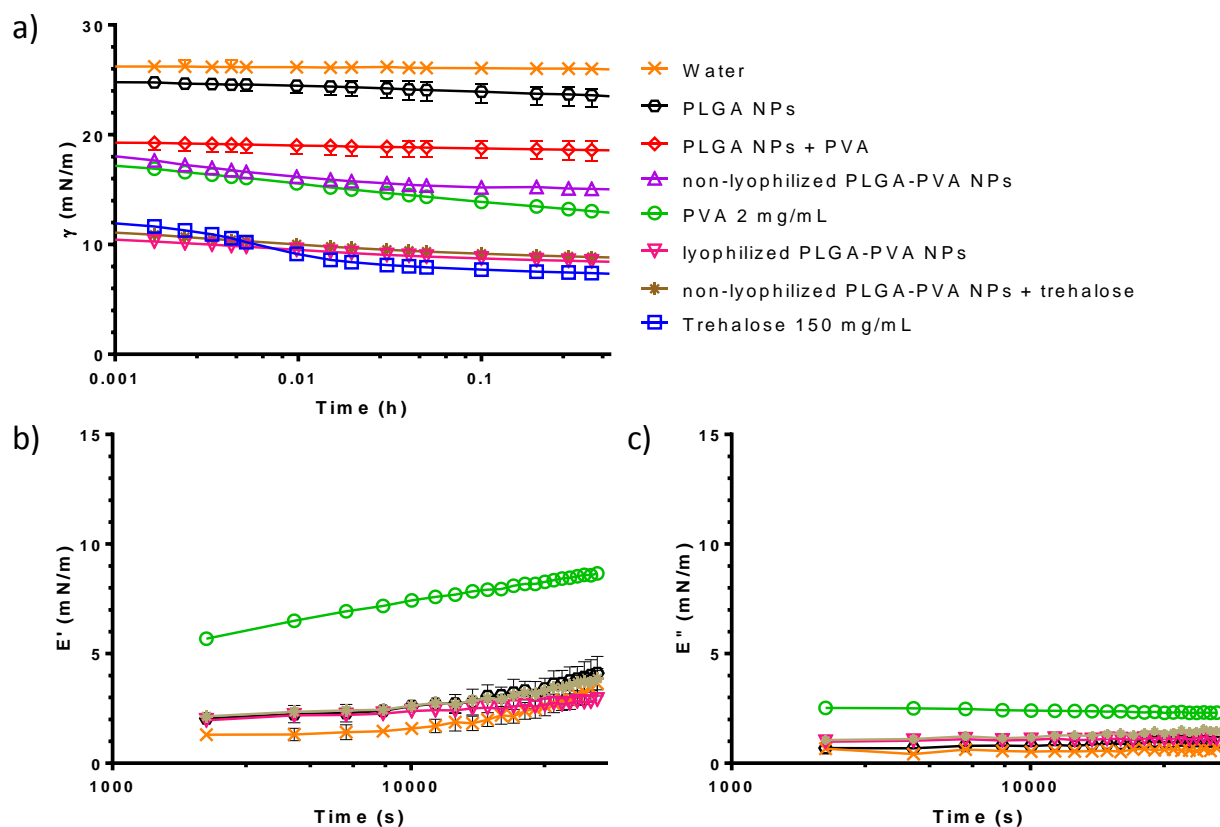 a)
30
20
10
0
γ (mN/m)
0.001
0.01
0.1
Time (h)
Water
PLGA NPs
PLGA NPs + PVA
non-lyophilized PLGA-PVA NPs
PVA 2 mg/mL
lyophilized PLGA-PVA NPs
non-lyophilized PLGA-PVA NPs + trehalose
Trehalose 150 mg/mL
b)
15
10
5
0
E' (mN/m)
1000
10000
Time (s)
c)
15
10
5
0
E" (mN/m)
1000
10000
Time (s)